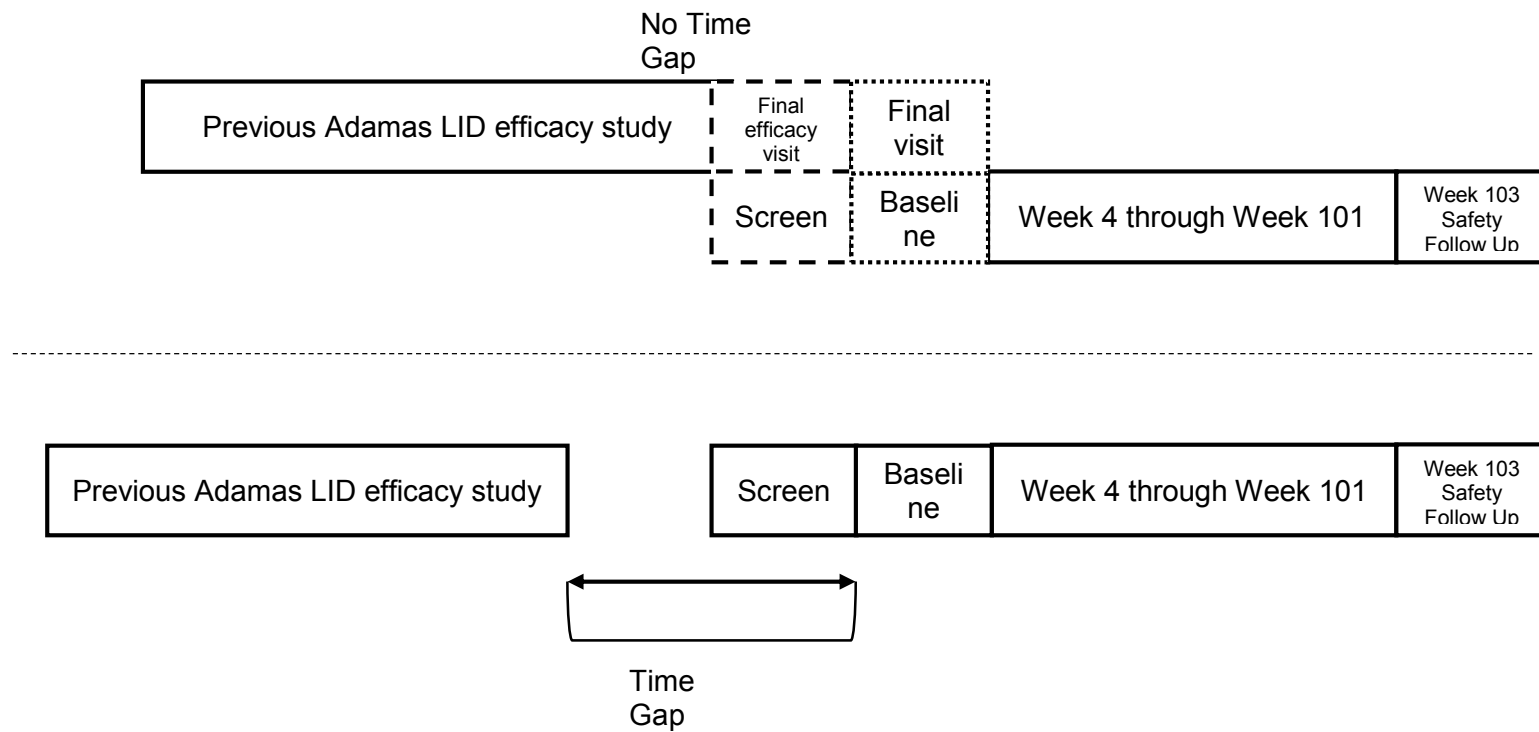 No Time
Gap
Previous Adamas LID efficacy study
Final
efficacy
visit
Final
visit
Screen
Baseli
ne
Week 4 through Week 101
Week 103
Safety
Follow Up
Previous Adamas LID efficacy study
Screen
Baseli
ne
Week 4 through Week 101
Week 103
Safety
Follow Up
Time
Gap